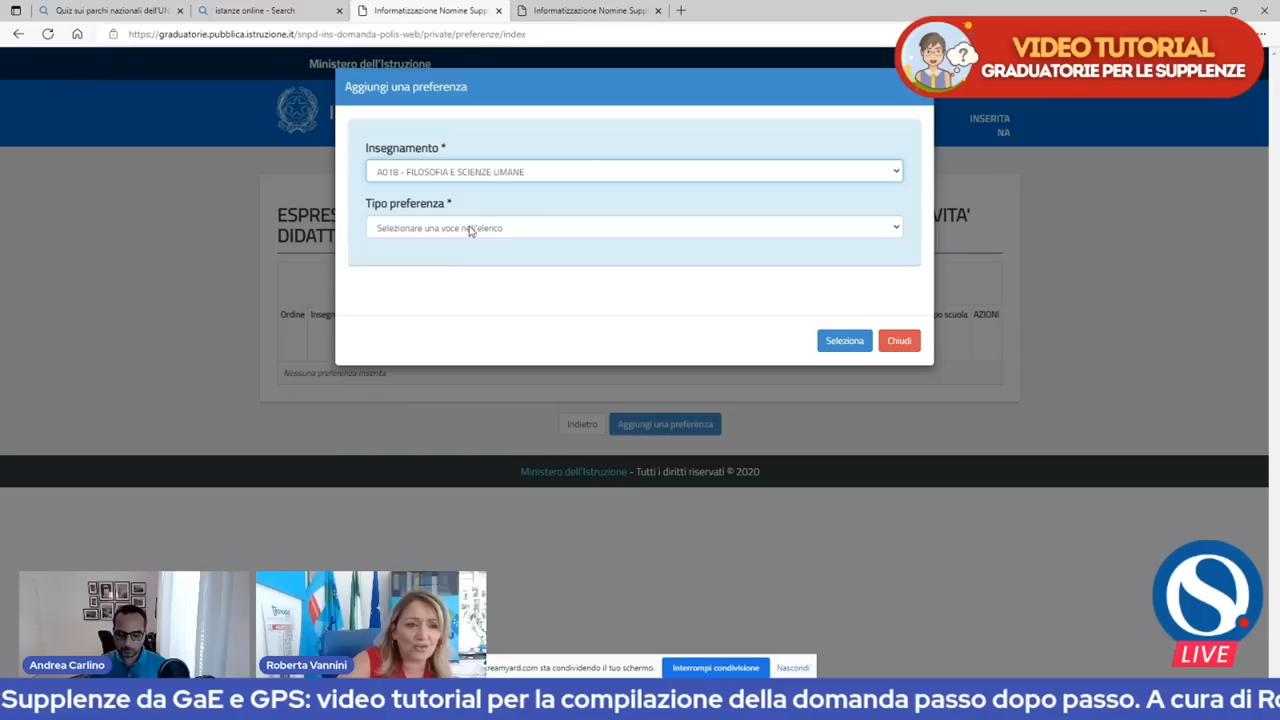 Quiz sui parchi nazionali dell'U
istanze online - Search
Informatizzazione Nomine Supp
Informatizzazione Nomine Suppl
https://graduatorie.pubblica.istruzione.it/snpd-ins-domanda-polis-web/private/preferenze/index
VIDEO TUTORIAL
GRADUATORIE PER LE SUPPLENZE
Ministero dell'Istruzione
Aggiungi una preferenza
INSERITA
NA
Insegnamento *
A018 - FILOSOFIA E SCIENZE UMANE
Tipo preferenza *
Selezionare una voce nell'elenco
ESPRES
VITA'
DIDATT
Ordine
Insegn
po scuola
AZIONI
Seleziona
Chiudi
Nessuna preferenza inserita
Indietro
Aggiungi una preferenza
Ministero dell'Istruzione - Tutti i diritti riservati © 2020
LIVE
Andrea Carlino
Roberta Vannini
reamyard.com sta condividendo il tuo schermo.
Interrompi condivisione
Nascondi
Supplenze da GaE e GPS: video tutorial per la compilazione della domanda passo dopo passo. A cura di Ro